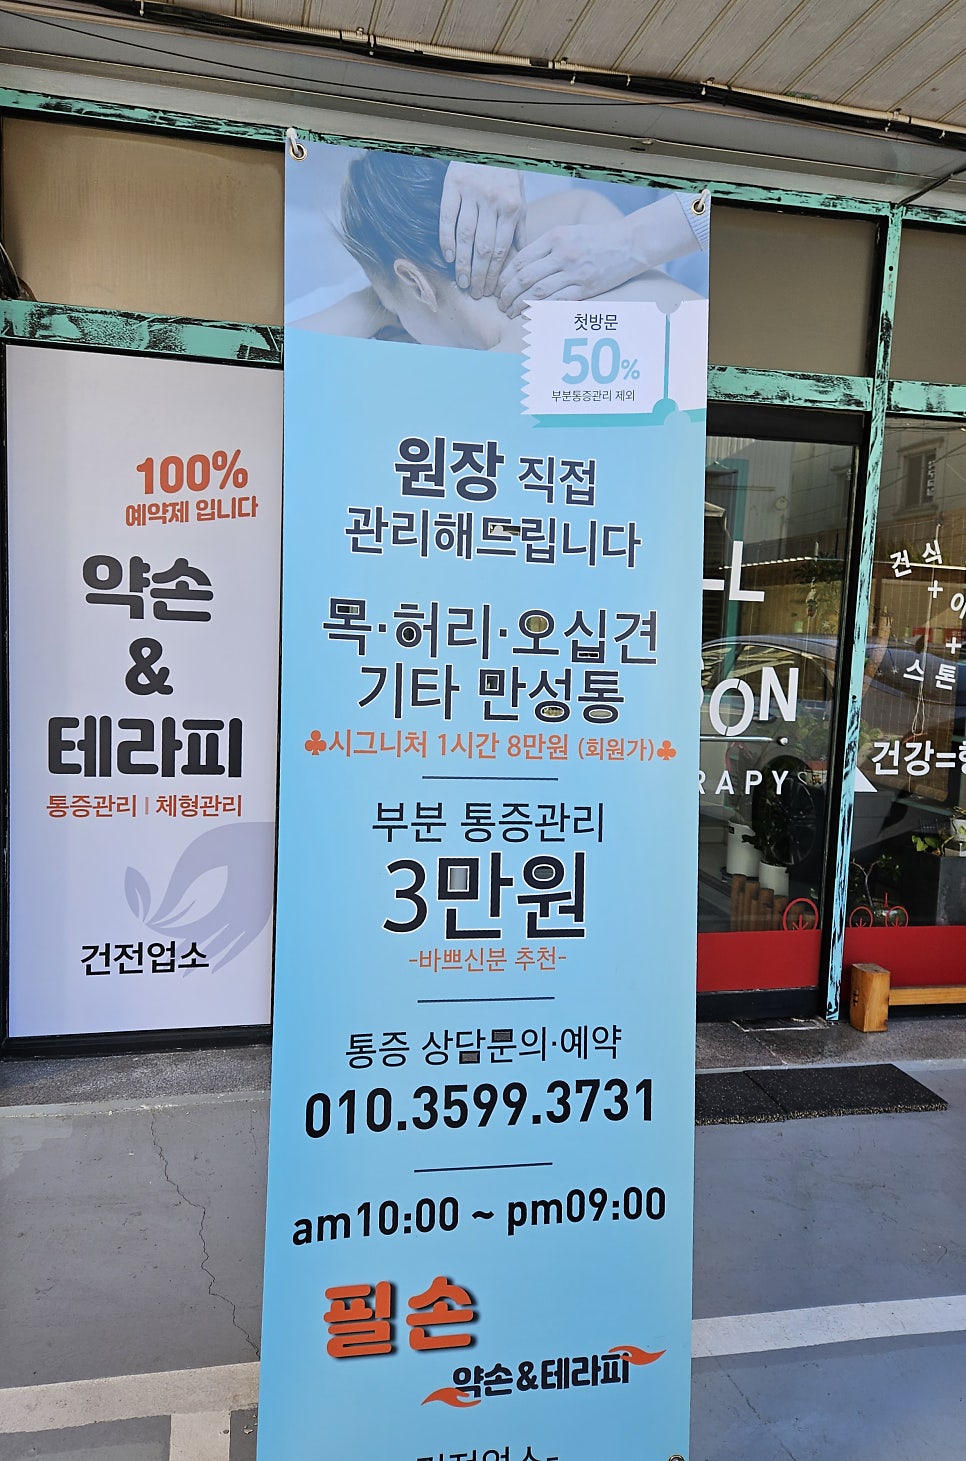 100%
예약제 입니다
약손
&
테라피
통증관리 | 체형관리
건전업소
첫방문
50%
부분통증관리 제외
원장 직접
관리해드립니다
목·허리·오십견
기타 만성통
♣시그니처 1시간 8만원 (회원가)♣
부분 통증관리
3만원
-바쁘신분 추천-
통증 상담문의·예약
010.3599.3731
am10:00 ~ pm09:00
필손
약손&테라피
건전업소-
건식
+
+
스톤
건강=